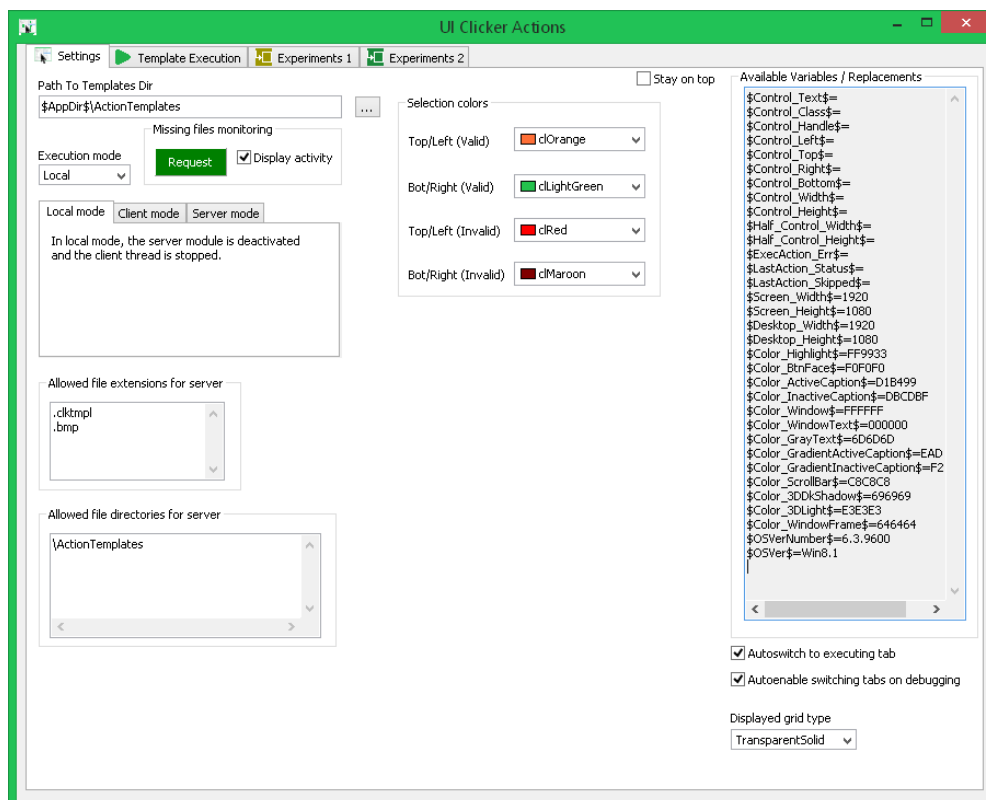 UI Clicker Actions
Settings
Template Execution
Experiments 1
Experiments 2
Path To Templates Dir
$AppDir$\ActionTemplates
...
Stay on top
Missing files monitoring
Execution mode
Local
Request
Display activity
Local mode
Client mode
Server mode
In local mode, the server module is deactivated
and the client thread is stopped.
Allowed file extensions for server
.clktmpl
.bmp
Allowed file directories for server
\ActionTemplates
Selection colors
Top/Left (Valid)
clOrange
Bot/Right (Valid)
clLightGreen
Top/Left (Invalid)
clRed
Bot/Right (Invalid)
clMaroon
Available Variables / Replacements
$Control_Text$=
$Control_Class$=
$Control_Handle$=
$Control_Left$=
$Control_Top$=
$Control_Right$=
$Control_Bottom$=
$Control_Width$=
$Control_Height$=
$Half_Control_Width$=
$Half_Control_Height$=
$ExecAction_Err$=
$LastAction_Status$=
$LastAction_Skipped$=
$Screen_Width$=1920
$Screen_Height$=1080
$Desktop_Width$=1920
$Desktop_Height$=1080
$Color_Highlight$=FF9933
$Color_BtnFace$=F0F0F0
$Color_ActiveCaption$=D1B499
$Color_InactiveCaption$=DBCDBF
$Color_Window$=FFFFFF
$Color_WindowText$=000000
$Color_GrayText$=6D6D6D
$Color_GradientActiveCaption$=EAD
$Color_GradientInactiveCaption$=F2
$Color_ScrollBar$=C8C8C8
$Color_3DDkShadow$=696969
$Color_3DLight$=E3E3E3
$Color_WindowFrame$=646464
$OSVerNumber$=6.3.9600
$OSVer$=Win8.1
Autoswitch to executing tab
Autoenable switching tabs on debugging
Displayed grid type
TransparentSolid